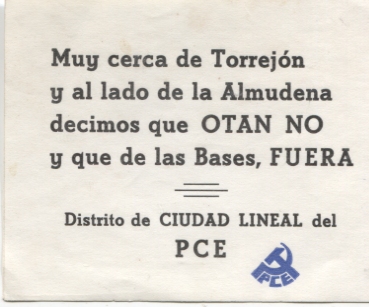 Muy cerca de Torrejón
y al lado de la Almudena
decimos que OTAN NO
y que de las Bases, FUERA
Distrito de CIUDAD LINEAL del
PCE
PCE